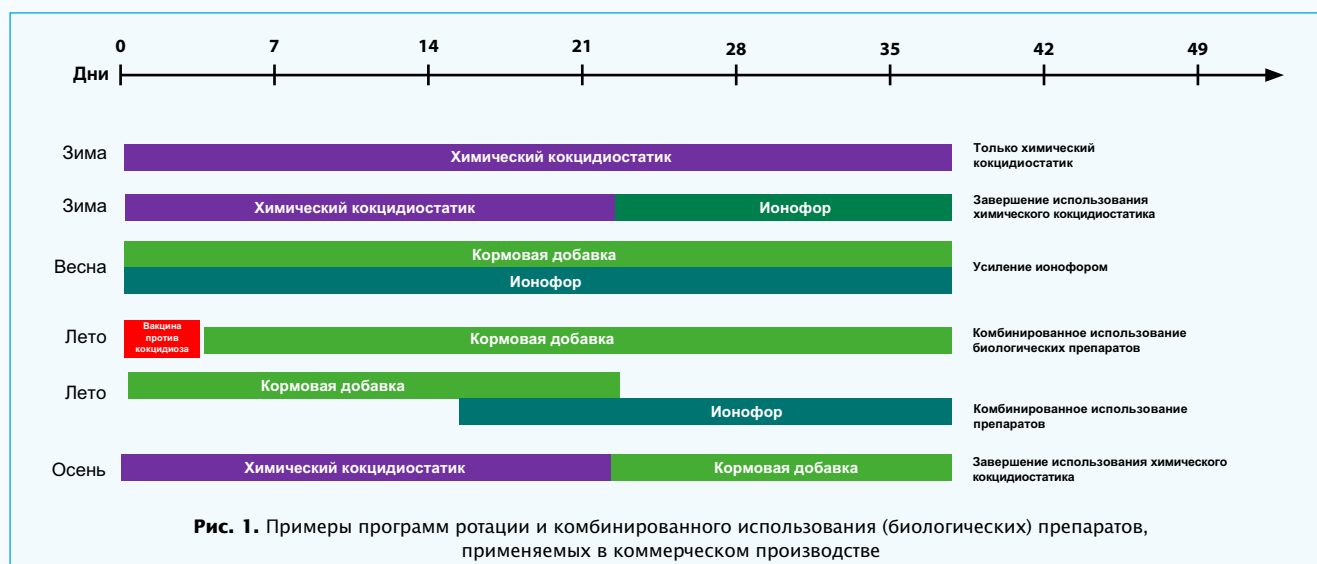 0 7 14 21 28 35 42 49
Дни
Зима
Химический кокцидиостатик
Только химический
кокцидиостатик
Зима
Химический кокцидиостатик
Ионофор
Завершение использования
химического кокцидиостатика
Весна
Кормовая добавка
Ионофор
Усиление ионофором
Лето
Вакцина
против
кокцидиоза
Кормовая добавка
Комбинированное использование
биологических препаратов
Лето
Кормовая добавка
Ионофор
Комбинированное использование
препаратов
Осень
Химический кокцидиостатик
Кормовая добавка
Завершение использования химического
кокцидиостатика
Рис. 1. Примеры программ ротации и комбинированного использования (биологических) препаратов,
применяемых в коммерческом производстве